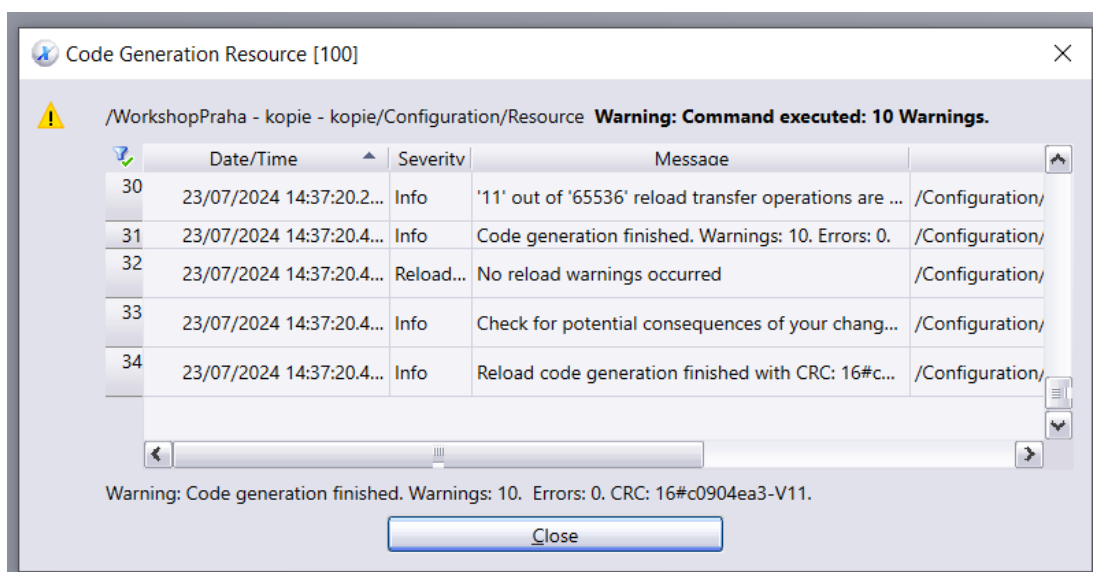 Code Generation Resource [100]
/WorkshopPraha - kopie - kopie/Configuration/Resource Warning: Command executed: 10 Warnings.
Date/Time Severity Message
30 23/07/2024 14:37:20.2... Info '11' out of '65536' reload transfer operations are ... /Configuration/
31 23/07/2024 14:37:20.4... Info Code generation finished. Warnings: 10. Errors: 0. /Configuration/
32 23/07/2024 14:37:20.4... Reload... No reload warnings occurred /Configuration/
33 23/07/2024 14:37:20.4... Info Check for potential consequences of your chang... /Configuration/
34 23/07/2024 14:37:20.4... Info Reload code generation finished with CRC: 16#c... /Configuration/
Warning: Code generation finished. Warnings: 10. Errors: 0. CRC: 16#c0904ea3-V11.
Close